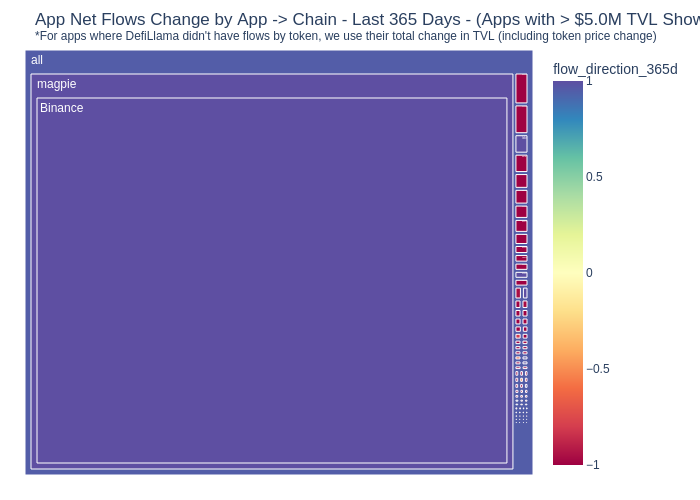 App Net Flows Change by App -> Chain - Last 365 Days - (Apps with > $5.0M TVL Show
*For apps where DefiLlama didn't have flows by token, we use their total change in TVL (including token price change)
all
magpie
Binance
flow_direction_365d
1
0.5
0
−0.5
−1